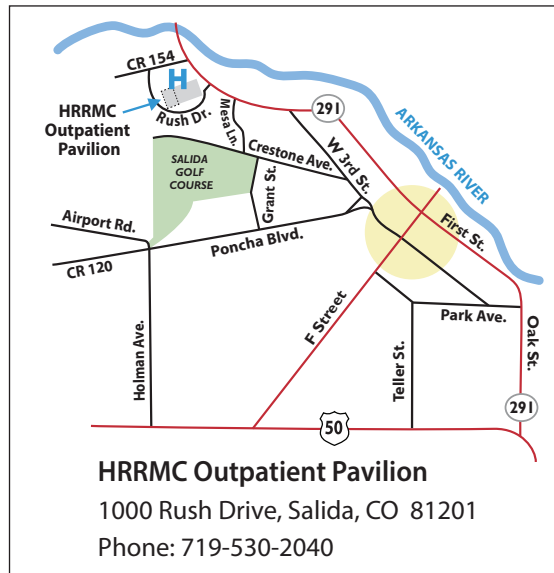 CR 154
H
HRRMC
Outpatient
Pavilion
Rush Dr.
Mesa Ln.
291
ARKANSAS RIVER
W 3rd St.
Crestone Ave.
SALIDA
GOLF
COURSE
Grant St.
Airport Rd.
Poncha Blvd.
CR 120
First St.
F Street
Park Ave.
Holman Ave.
Teller St.
Oak St.
291
50
HRRMC Outpatient Pavilion
1000 Rush Drive, Salida, CO 81201
Phone: 719-530-2040